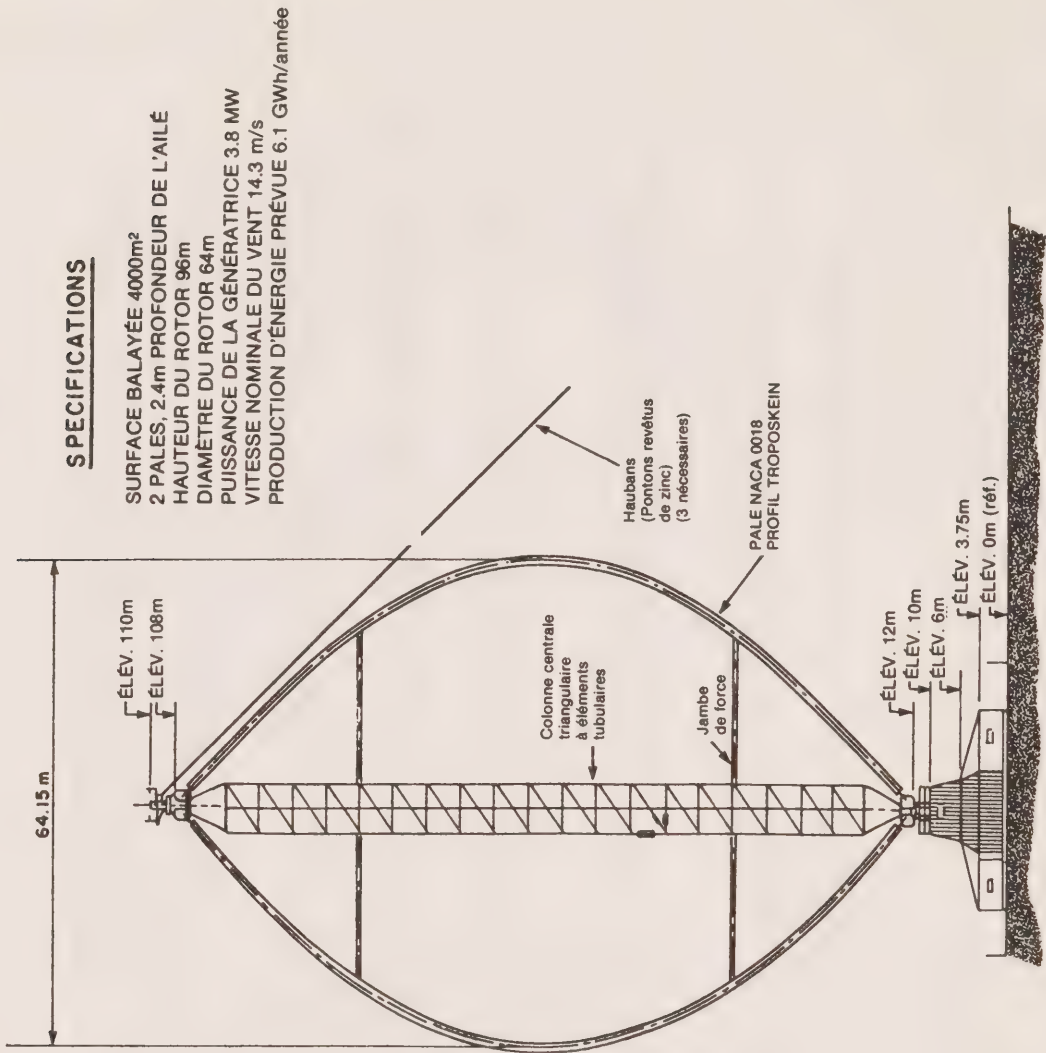 SPECIFICATIONS
SURFACE BALAYÉE 4000m²
2 PALES, 2.4m PROFONDEUR DE L'AILÉ
HAUTEUR DU ROTOR 96m
DIAMÈTRE DU ROTOR 64m
PUISSANCE DE LA GÉNÉRATRICE 3.8 MW
VITESSE NOMINALE DU VENT 14.3 m/s
PRODUCTION D'ÉNERGIE PRÉVUE 6.1 GWh/année
64.15 m
ÉLÉV. 110m
ÉLÉV. 108m
Haubans
(Pontons revêtus
de zinc)
(3 nécessaires)
Colonne centrale
triangulaire
à éléments
tubulaires
Jambe
de force
PALE NACA 0018
PROFIL TROPOSKEIN
ÉLÉV. 12m
ÉLÉV. 10m
ÉLÉV. 6m
ÉLÉV. 3.75m
ÉLÉV. 0m (réf.)